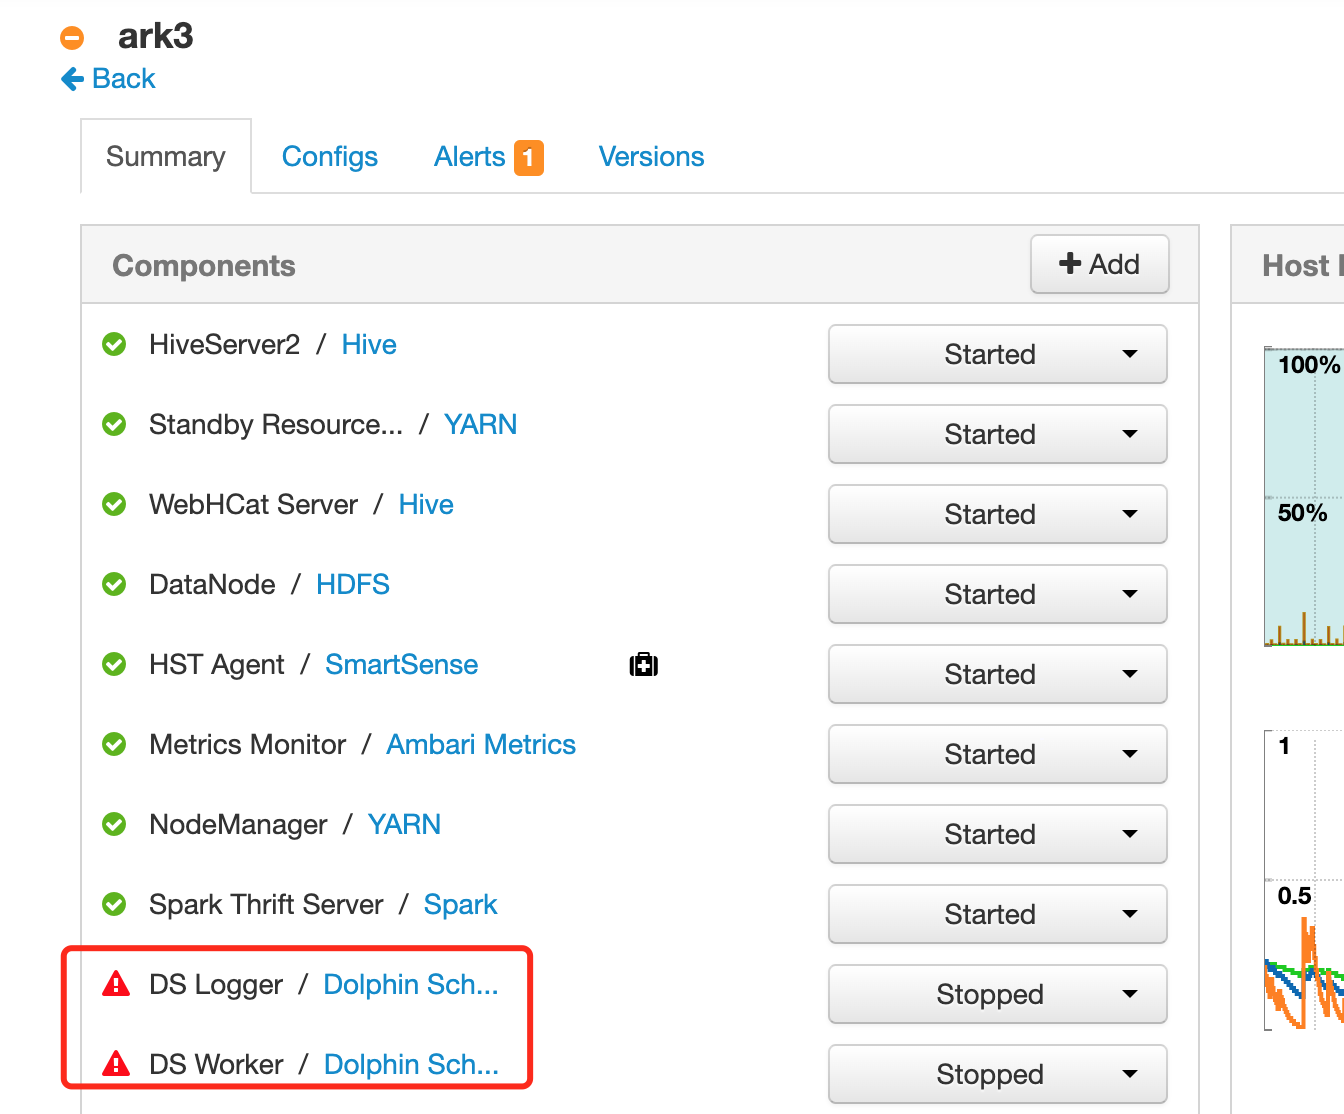 ark3
Back
Summary Configs Alerts 1 Versions
Components + Add
HiveServer2 / Hive Started
Standby Resource... / YARN Started
WebHCat Server / Hive Started
DataNode / HDFS Started
HST Agent / SmartSense Started
Metrics Monitor / Ambari Metrics Started
NodeManager / YARN Started
Spark Thrift Server / Spark Started
DS Logger / Dolphin Sch... Stopped
DS Worker / Dolphin Sch... Stopped
Host
100%
50%
1
0.5